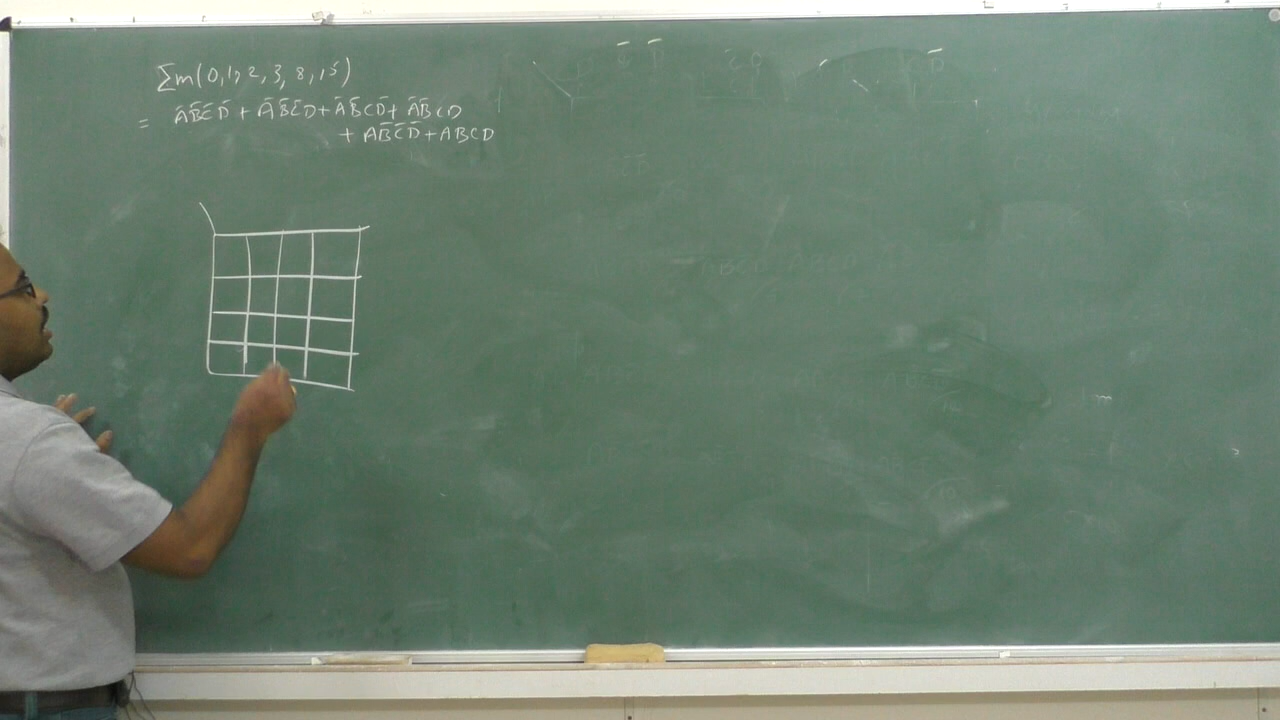 Σm(0,1,2,3,8,15)
= A̅B̅C̅D̅ + A̅B̅C̅D + A̅B̅CD̅ + A̅B̅CD
+ AB̅C̅D̅ + ABCD